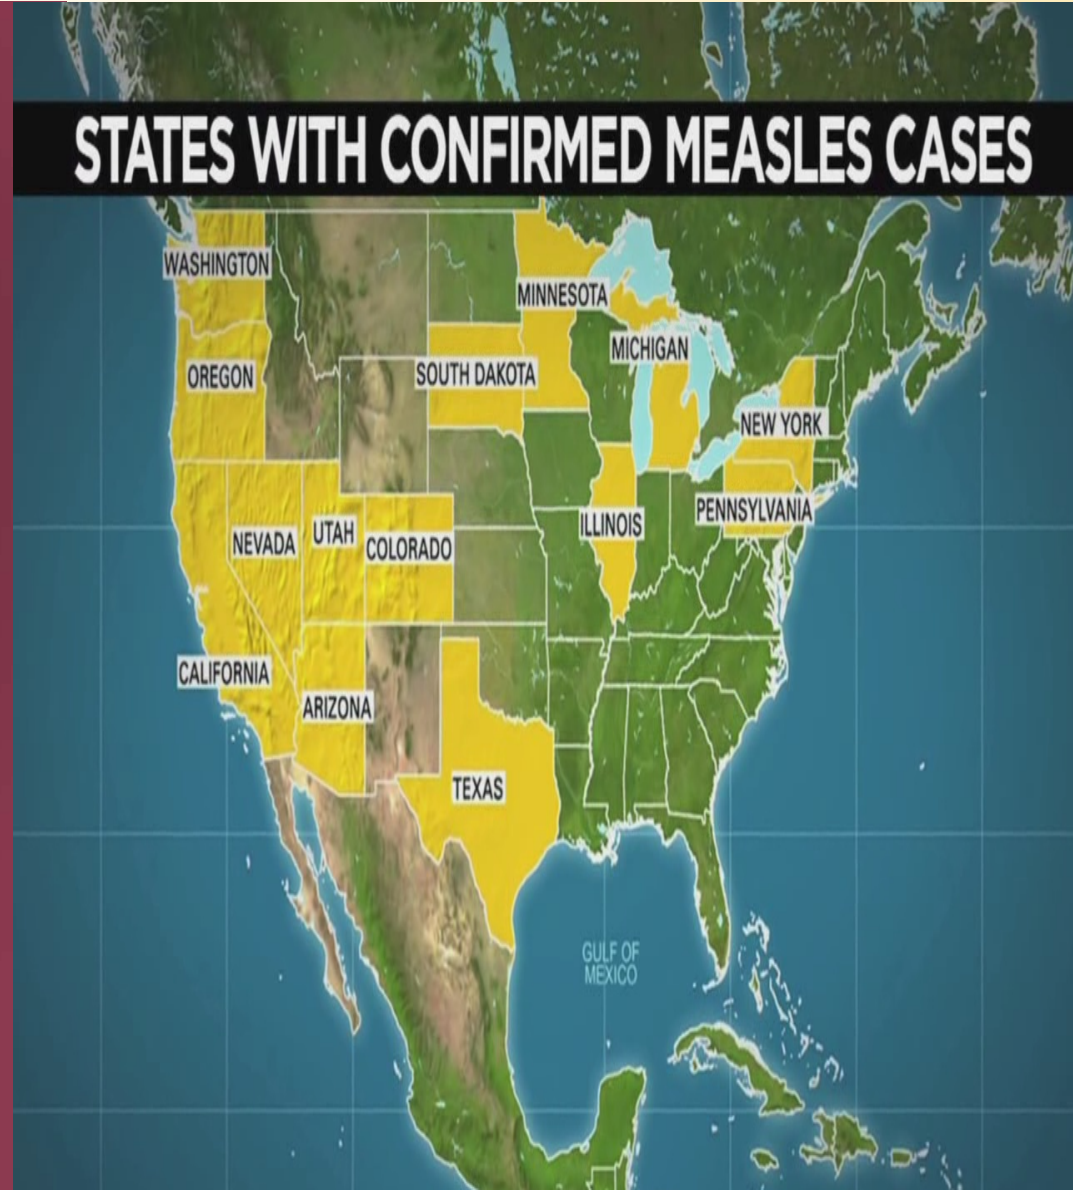 STATES WITH CONFIRMED MEASLES CASES
WASHINGTON
MINNESOTA
MICHIGAN
OREGON
SOUTH DAKOTA
NEW YORK
PENNSYLVANIA
ILLINOIS
NEVADA
UTAH
COLORADO
CALIFORNIA
ARIZONA
TEXAS
GULF OF
MEXICO